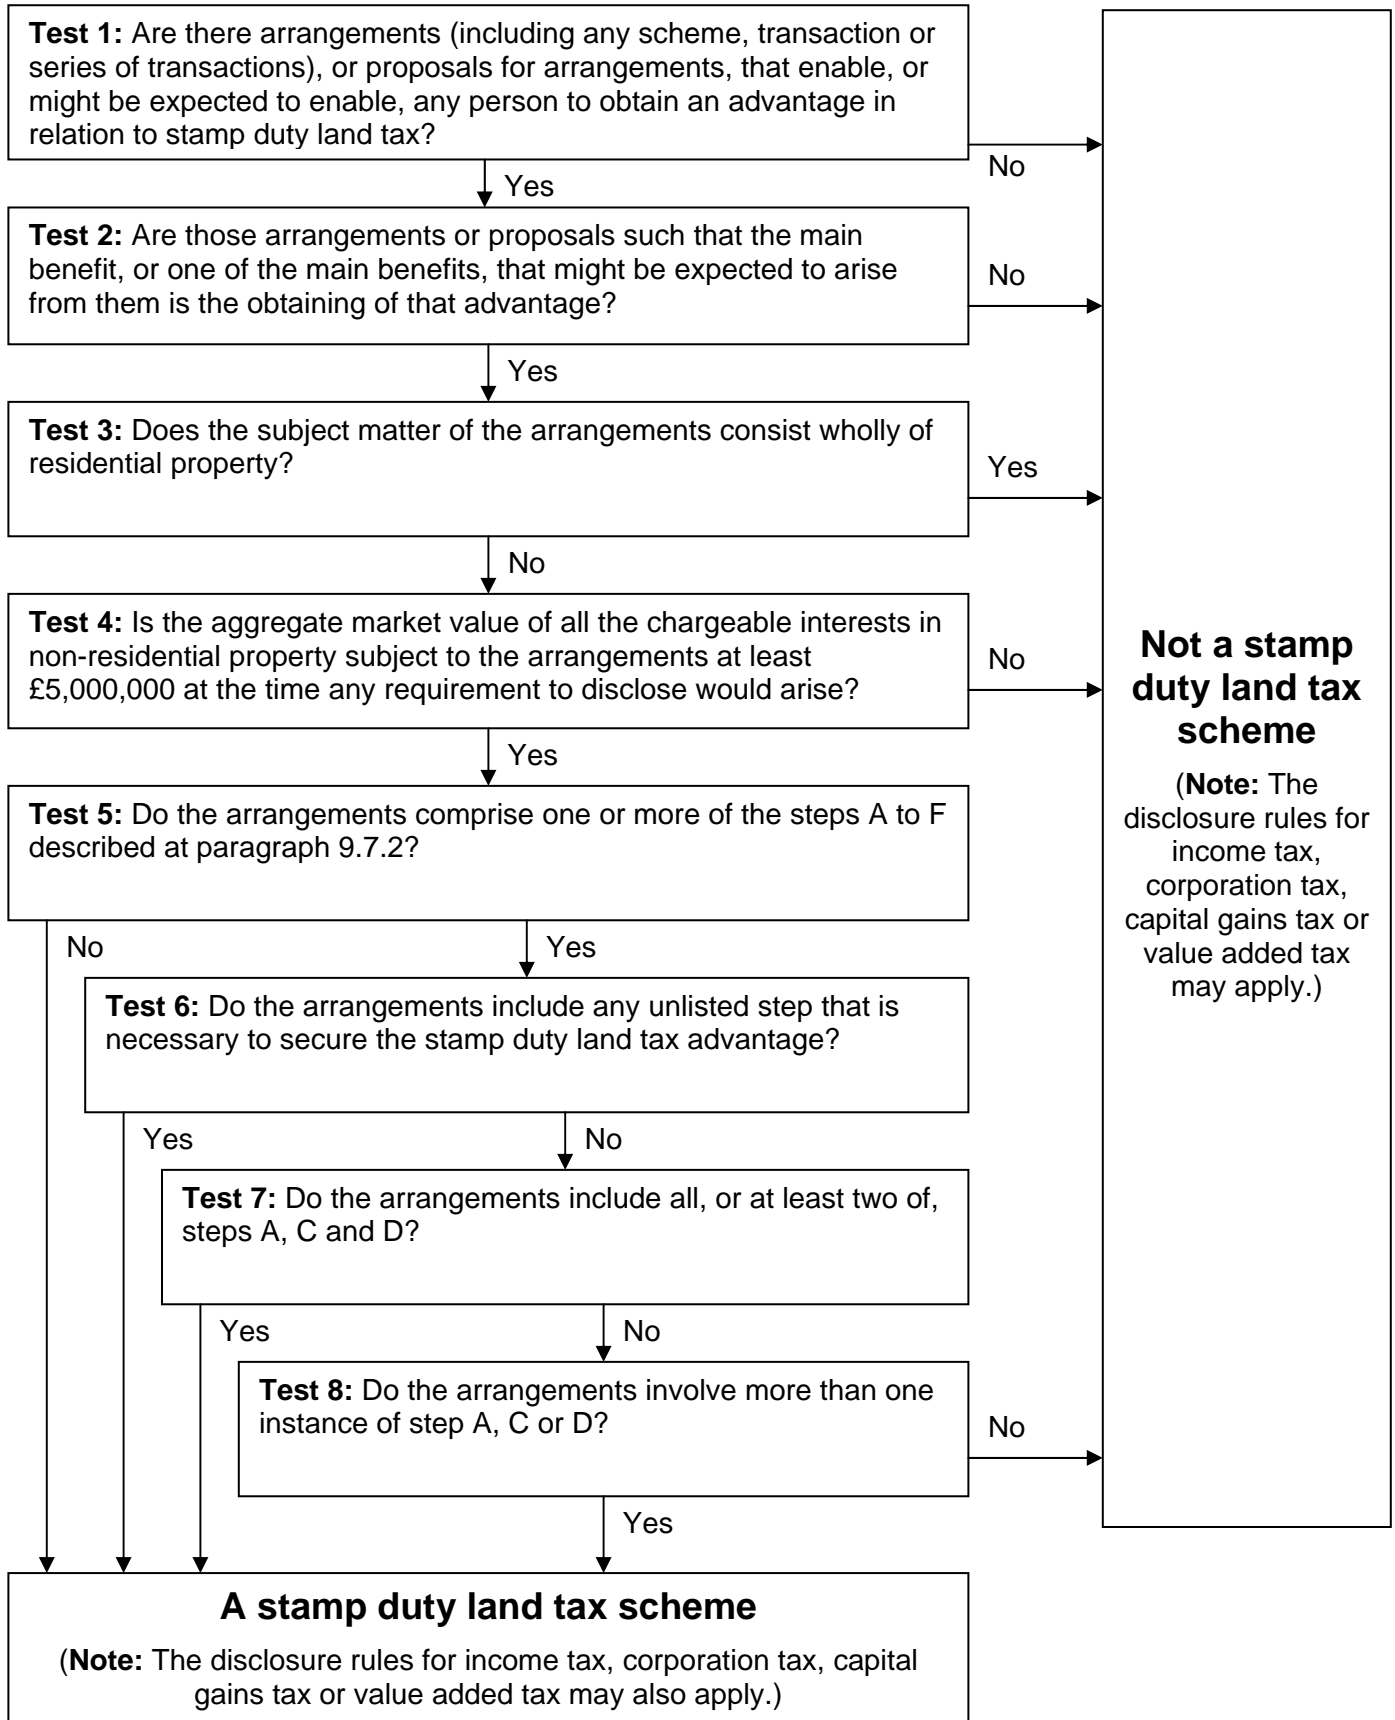 Test 1: Are there arrangements (including any scheme, transaction or
series of transactions), or proposals for arrangements, that enable, or
might be expected to enable, any person to obtain an advantage in
relation to stamp duty land tax?
No
Yes
Test 2: Are those arrangements or proposals such that the main
benefit, or one of the main benefits, that might be expected to arise
from them is the obtaining of that advantage?
No
Yes
Test 3: Does the subject matter of the arrangements consist wholly of
residential property?
Yes
No
Test 4: Is the aggregate market value of all the chargeable interests in
non-residential property subject to the arrangements at least
£5,000,000 at the time any requirement to disclose would arise?
No
Yes
Test 5: Do the arrangements comprise one or more of the steps A to F
described at paragraph 9.7.2?
No
Yes
Test 6: Do the arrangements include any unlisted step that is
necessary to secure the stamp duty land tax advantage?
Yes
No
Test 7: Do the arrangements include all, or at least two of,
steps A, C and D?
Yes
No
Test 8: Do the arrangements involve more than one
instance of step A, C or D?
No
Yes
Not a stamp
duty land tax
scheme
(Note: The
disclosure rules for
income tax,
corporation tax,
capital gains tax or
value added tax
may apply.)
A stamp duty land tax scheme
(Note: The disclosure rules for income tax, corporation tax, capital
gains tax or value added tax may also apply.)